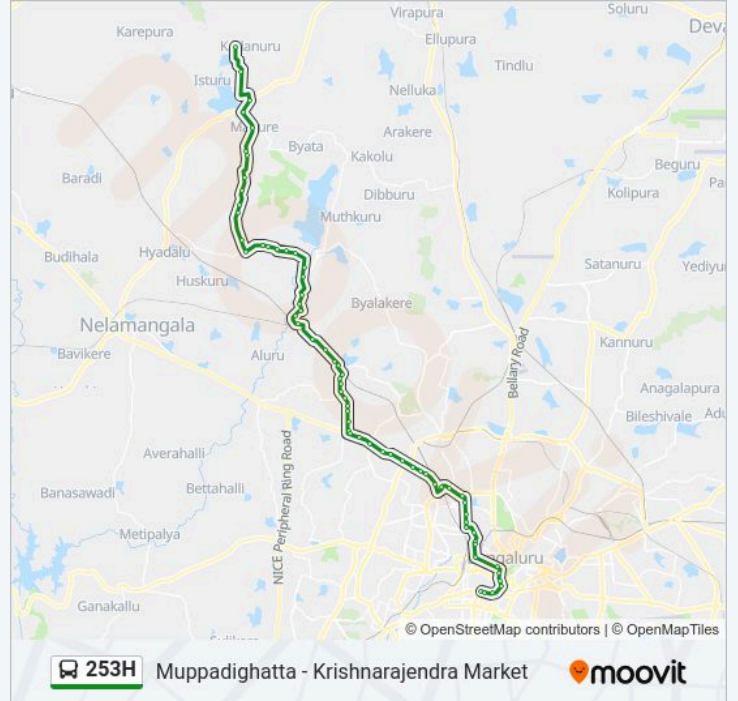 Virapura
Soluru
Karepura
Ellupura
Tindlu
Isturu
Nelluka
Arakere
Byata
Kakolu
Beguru
Baradi
Dibburu
Kolipura
Muthkuru
Budihala
Hyadalu
Satanuru
Huskuru
Byalakere
Nelamangala
Kannuru
Bavikere
Aluru
Bellary Road
Anagalapura
Bileshivale
Averahalli
NICE Peripheral Ring Road
Bettahalli
Banasawadi
Metipalya
Ganakallu
© OpenStreetMap contributors | © OpenMapTiles
253H Muppadighatta - Krishnarajendra Market moovit